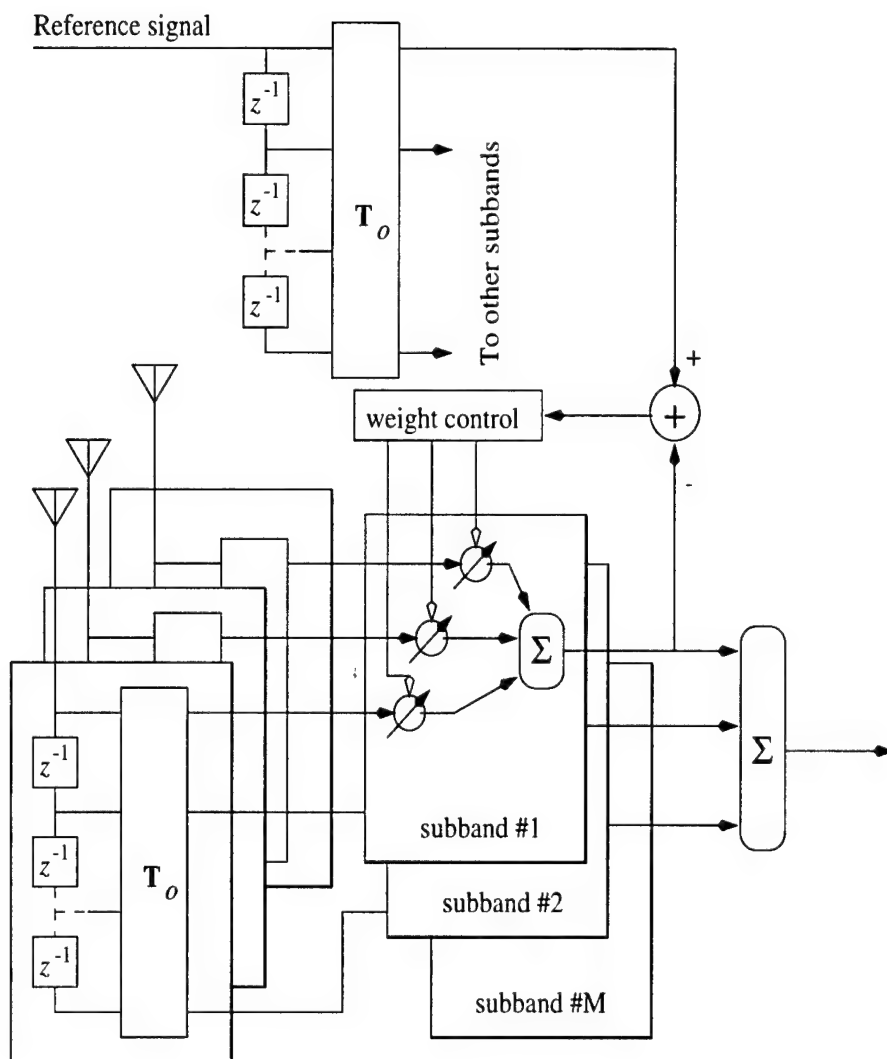 Reference signal
z⁻¹
z⁻¹
z⁻¹
T_o
To other subbands
+
+
-
weight control
Σ
Σ
subband #1
subband #2
subband #M
z⁻¹
z⁻¹
z⁻¹
T_o